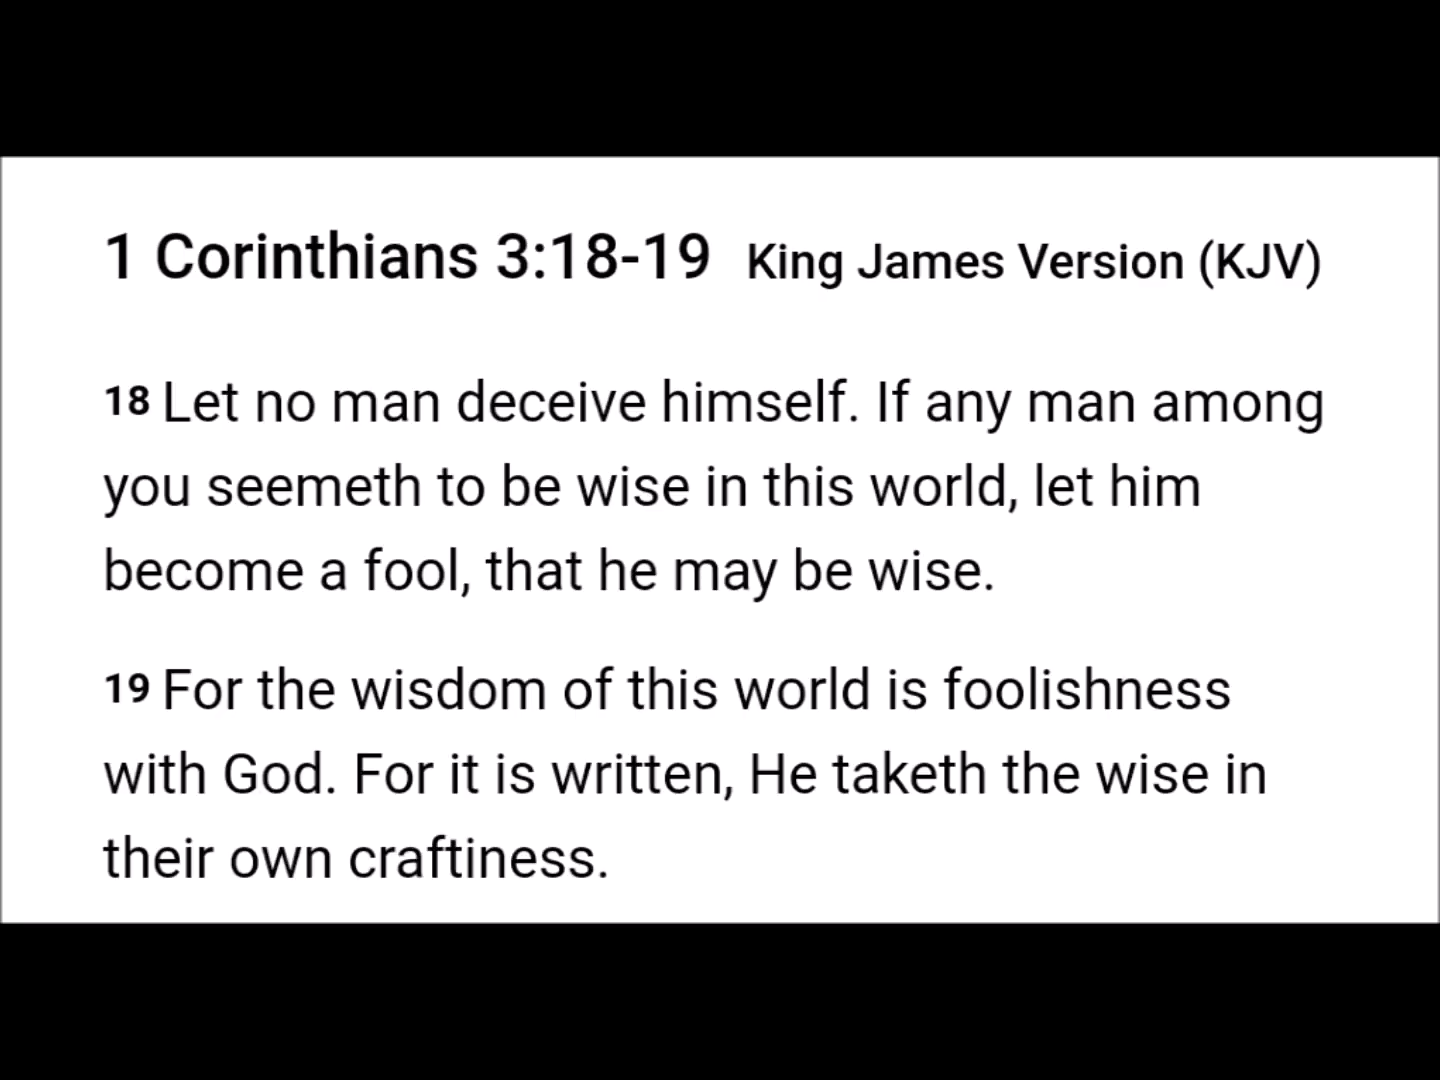 1 Corinthians 3:18-19 King James Version (KJV)
18 Let no man deceive himself. If any man among
you seemeth to be wise in this world, let him
become a fool, that he may be wise.
19 For the wisdom of this world is foolishness
with God. For it is written, He taketh the wise in
their own craftiness.